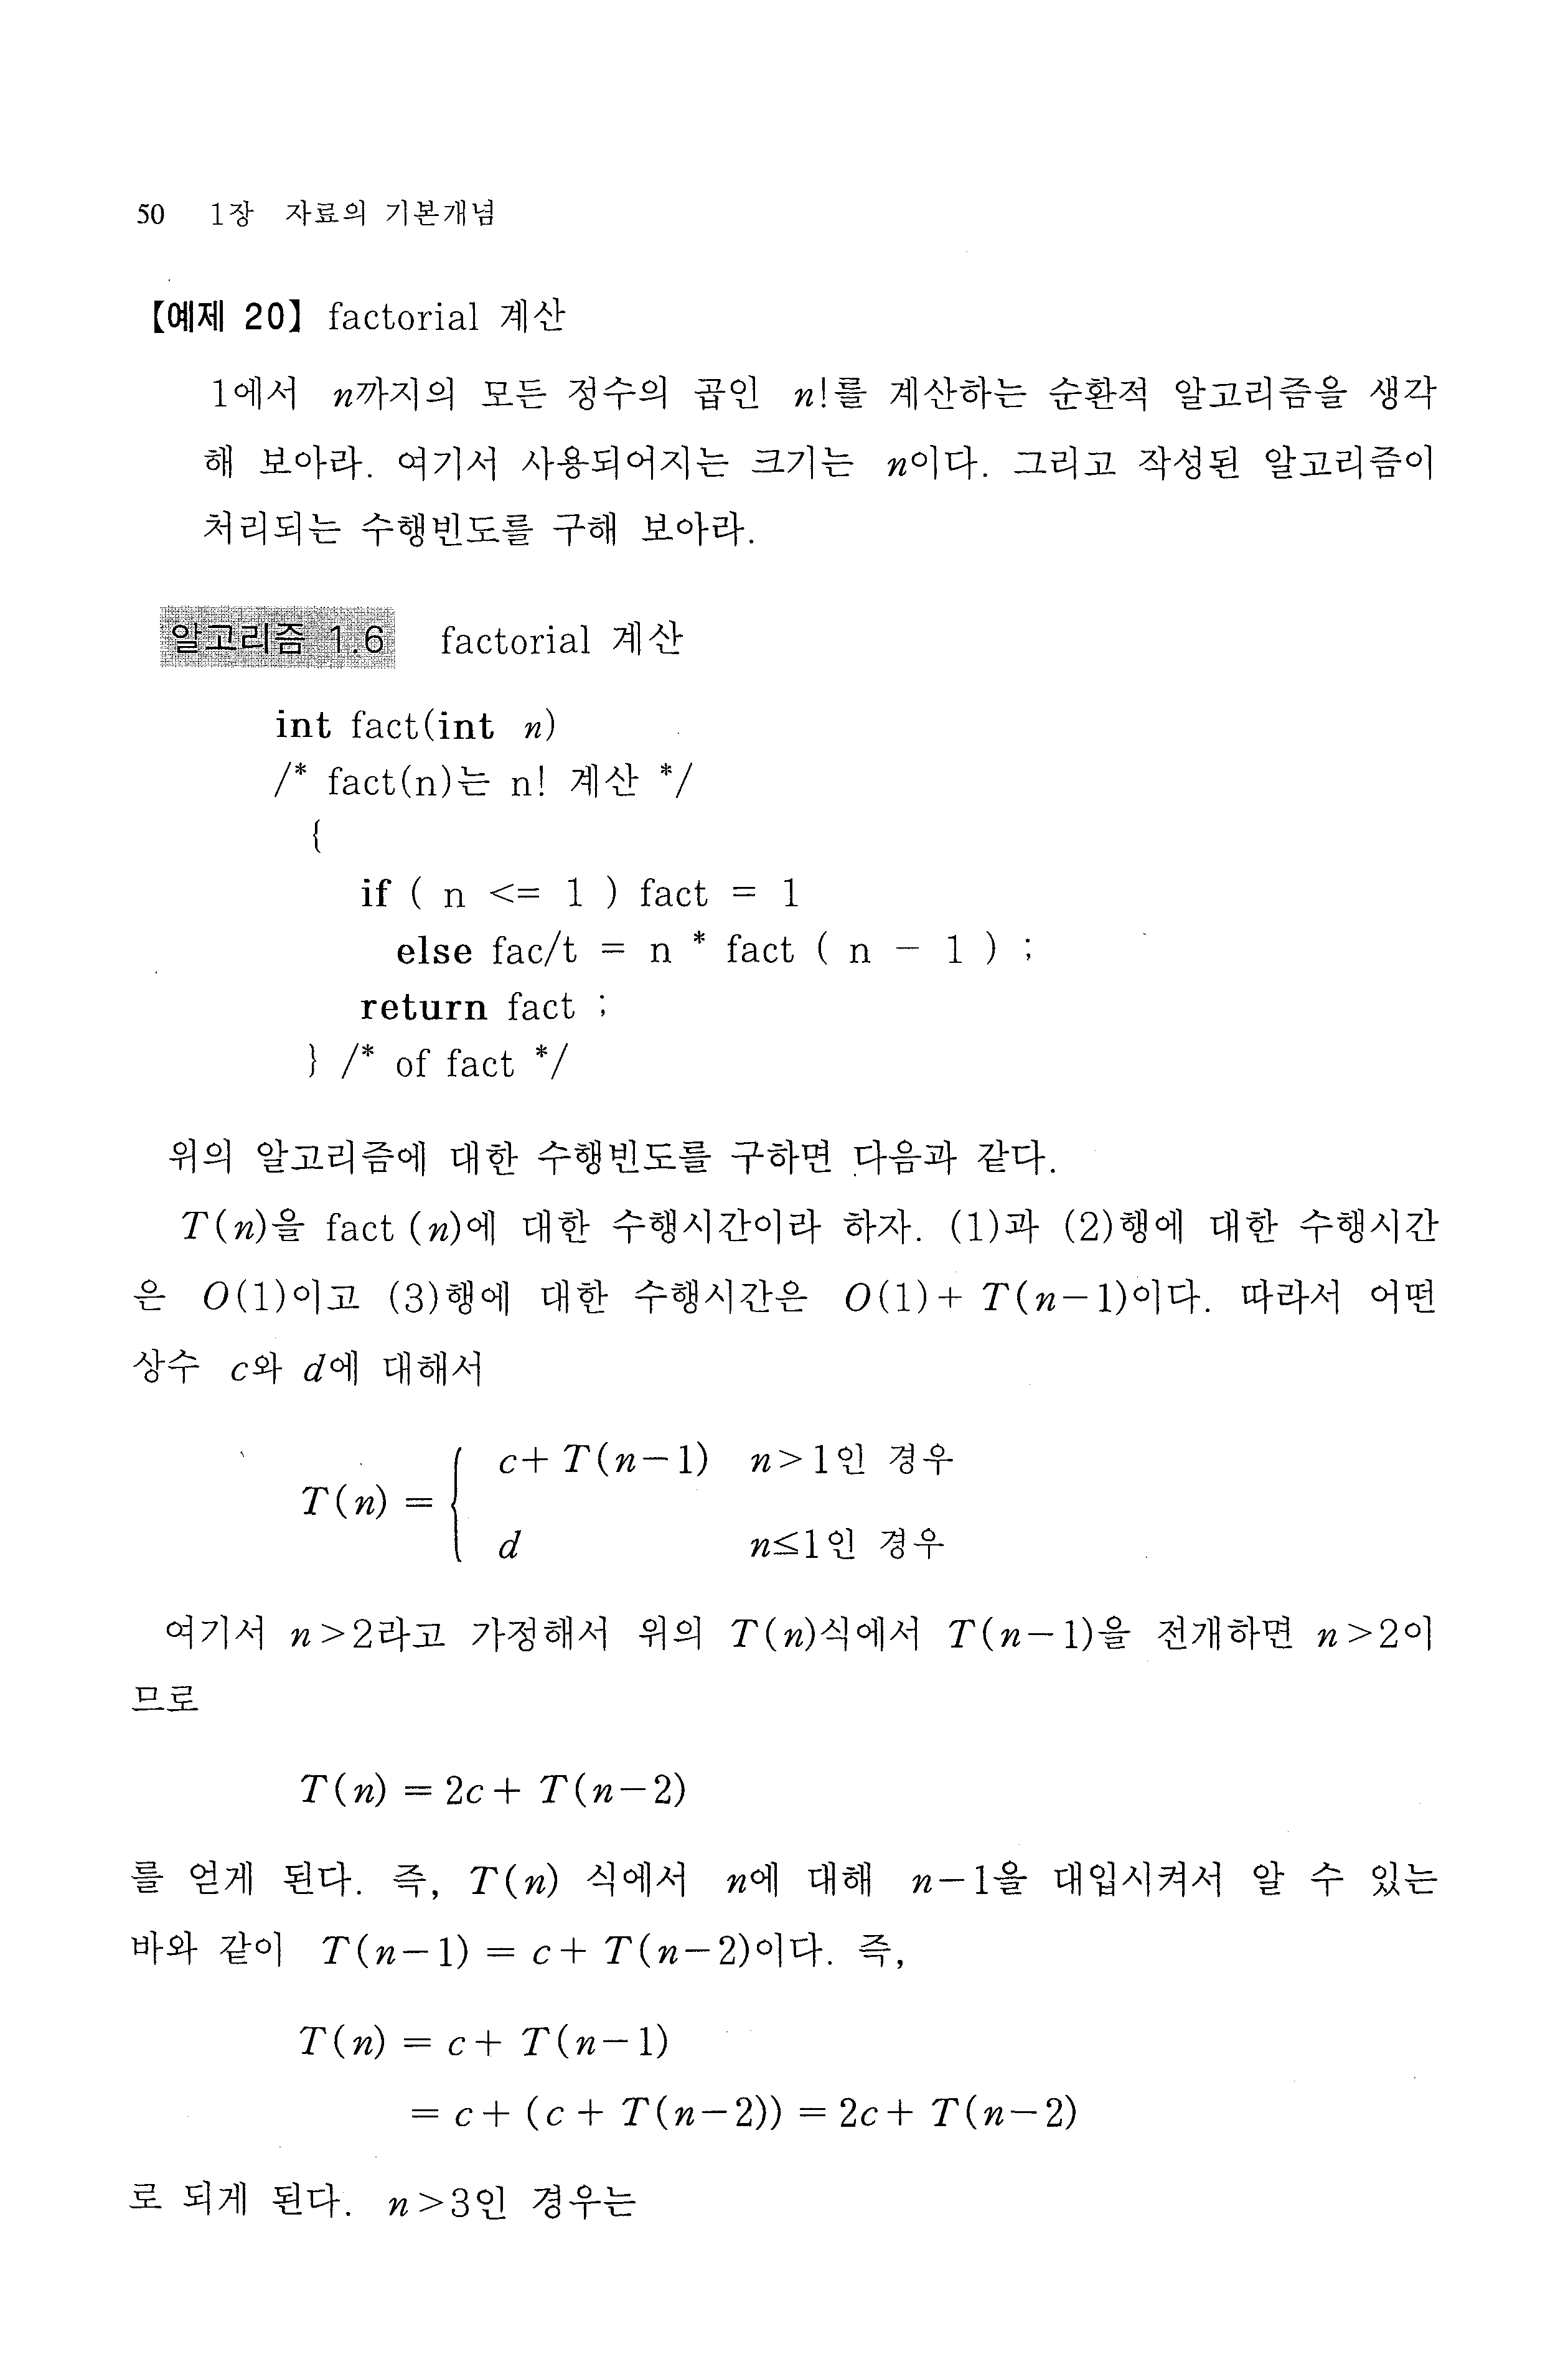 50 1장 자료의 기본개념
【예제 20】 factorial 계산
1에서 n까지의 모든 정수의 곱인 n!를 계산하는 순환적 알고리즘을 생각
해 보아라. 여기서 사용되어지는 크기는 n이다. 그리고 작성된 알고리즘이
처리되는 수행빈도를 구해 보아라.
알고리즘 1.6 factorial 계산
int fact(int n)
/* fact(n)는 n! 계산 */
{
if ( n <= 1 ) fact = 1
else fac/t = n * fact ( n - 1 ) ;
return fact ;
} /* of fact */
위의 알고리즘에 대한 수행빈도를 구하면 다음과 같다.
T(n)을 fact (n)에 대한 수행시간이라 하자. (1)과 (2)행에 대한 수행시간
은 O(1)이고 (3)행에 대한 수행시간은 O(1)+ T(n-1)이다. 따라서 어떤
상수 c와 d에 대해서
c+ T(n-1) n>1인 경우
T(n) = {
d n≤1인 경우
여기서 n>2라고 가정해서 위의 T(n)식에서 T(n-1)을 전개하면 n>2이
므로
T(n) = 2c+ T(n-2)
를 얻게 된다. 즉, T(n) 식에서 n에 대해 n-1을 대입시켜서 알 수 있는
바와 같이 T(n-1) = c+ T(n-2)이다. 즉,
T(n) = c+ T(n-1)
= c+ (c+ T(n-2)) = 2c+ T(n-2)
로 되게 된다. n>3인 경우는